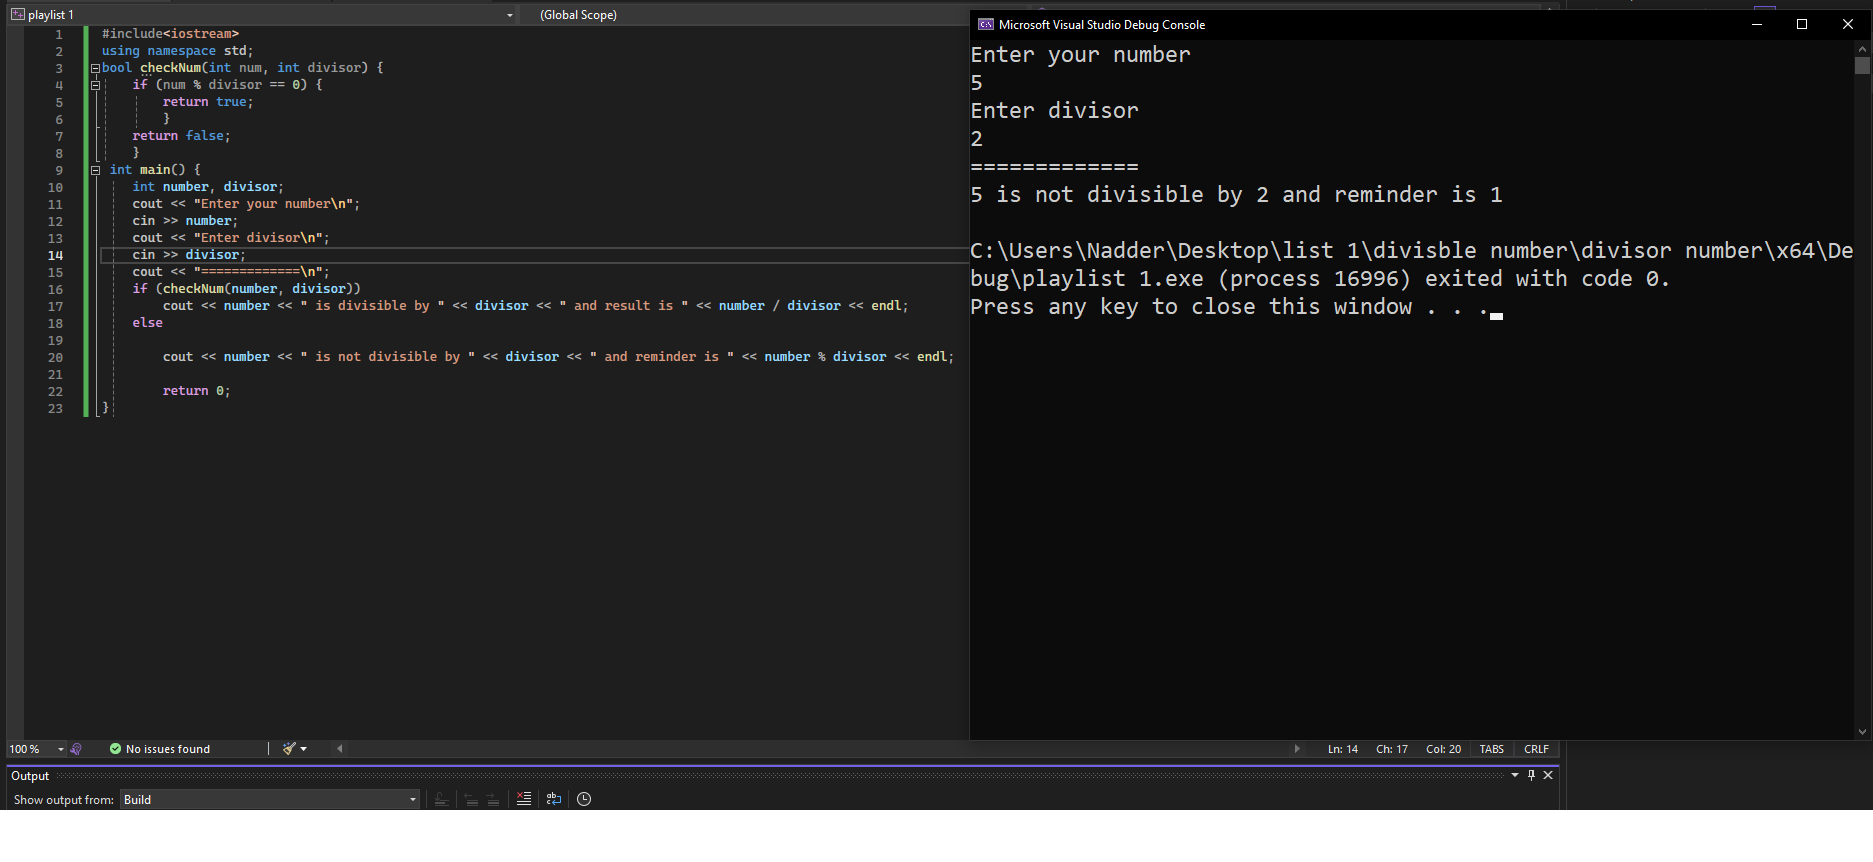 playlist 1
(Global Scope)
1 #include<iostream>
2 using namespace std;
3 bool checkNum(int num, int divisor) {
4 if (num % divisor == 0) {
5 return true;
6 }
7 return false;
8 }
9 int main() {
10 int number, divisor;
11 cout << "Enter your number\n";
12 cin >> number;
13 cout << "Enter divisor\n";
14 cin >> divisor;
15 cout << "=============\n";
16 if (checkNum(number, divisor))
17 cout << number << " is divisible by " << divisor << " and result is " << number / divisor << endl;
18 else
19
20 cout << number << " is not divisible by " << divisor << " and reminder is " << number % divisor << endl;
21
22 return 0;
23 }
Microsoft Visual Studio Debug Console
Enter your number
5
Enter divisor
2
=============
5 is not divisible by 2 and reminder is 1
C:\Users\Nadder\Desktop\list 1\divisble number\divisor number\x64\De
bug\playlist 1.exe (process 16996) exited with code 0.
Press any key to close this window . . .
100 %
No issues found
Ln: 14 Ch: 17 Col: 20 TABS CRLF
Output
Show output from: Build